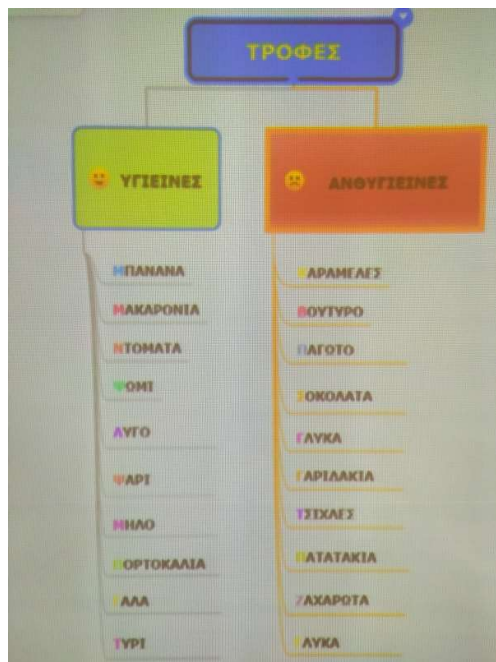 ΤΡΟΦΕΣ
ΥΓΙΕΙΝΕΣ
ΑΝΘΥΓΙΕΙΝΕΣ
ΜΠΑΝΑΝΑ
ΜΑΚΑΡΟΝΙΑ
ΝΤΟΜΑΤΑ
ΨΩΜΙ
ΑΥΓΟ
ΨΑΡΙ
ΜΗΛΟ
ΠΟΡΤΟΚΑΛΙΑ
ΓΑΛΑ
ΤΥΡΙ
ΚΑΡΑΜΕΛΕΣ
ΒΟΥΤΥΡΟ
ΠΑΓΩΤΟ
ΣΟΚΟΛΑΤΑ
ΓΛΥΚΑ
ΓΑΡΙΔΑΚΙΑ
ΤΣΙΧΛΕΣ
ΠΑΤΑΤΑΚΙΑ
ΖΑΧΑΡΩΤΑ
ΓΛΥΚΑ